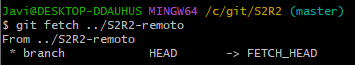 Javi@DESKTOP-DDAUHUS MINGW64 /c/git/S2R2 (master)
$ git fetch ../S2R2-remoto
From ../S2R2-remoto
 * branch            HEAD       -> FETCH_HEAD